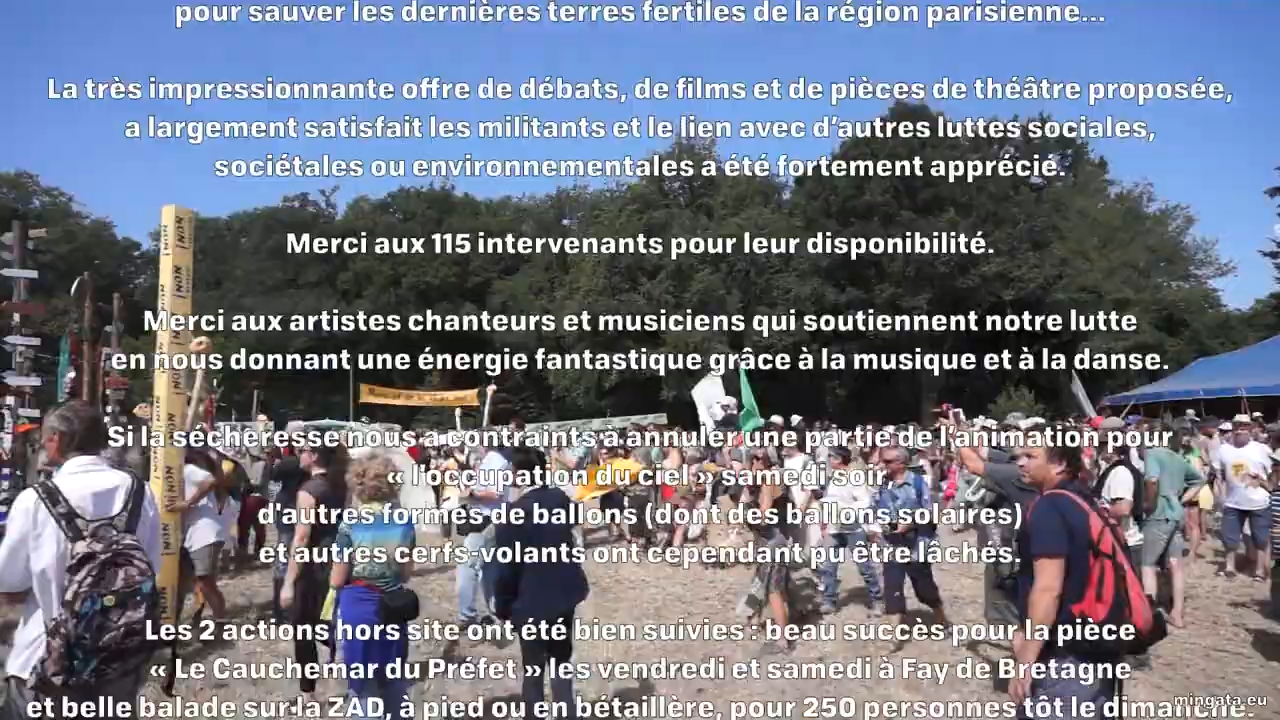 pour sauver les dernières terres fertiles de la région parisienne...
La très impressionnante offre de débats, de films et de pièces de théâtre proposée,
a largement satisfait les militants et le lien avec d'autres luttes sociales,
sociétales ou environnementales a été fortement apprécié.
Merci aux 115 intervenants pour leur disponibilité.
Merci aux artistes chanteurs et musiciens qui soutiennent notre lutte
en nous donnant une énergie fantastique grâce à la musique et à la danse.
Si la sécheresse nous a contraints à annuler une partie de l'animation pour
« l'occupation du ciel » samedi soir,
d'autres formes de ballons (dont des ballons solaires)
et autres cerfs-volants ont cependant pu être lâchés.
Les 2 actions hors site ont été bien suivies : beau succès pour la pièce
« Le Cauchemar du Préfet » les vendredi et samedi à Fay de Bretagne
et belle balade sur la ZAD, à pied ou en bétaillère, pour 250 personnes tôt le dimanche.
mingata.eu
NON
NON
NON
NON